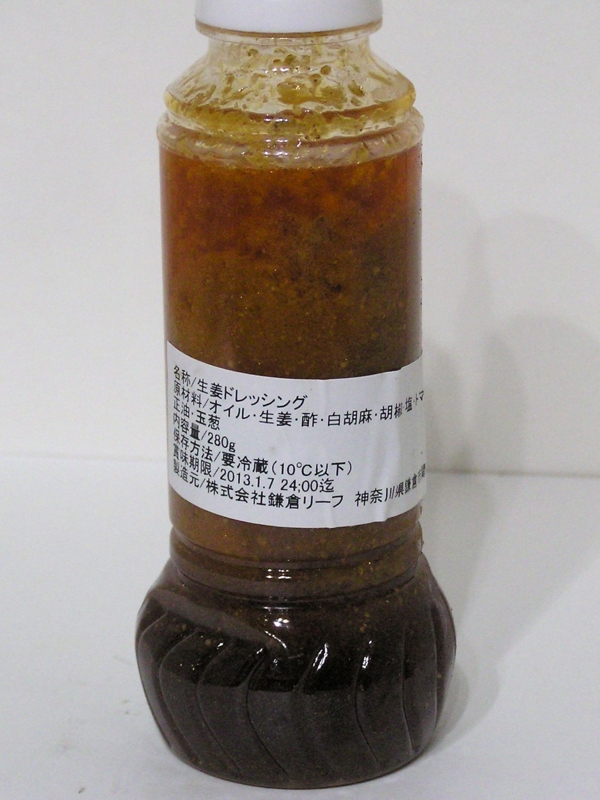 名称/生姜ドレッシング
原材料/オイル・生姜・酢・白胡麻・胡椒・塩・トマ
正油・玉葱
内容量/280g
保存方法/要冷蔵(10℃以下)
賞味期限/2013.1.7 24;00迄
製造元/株式会社鎌倉リーフ 神奈川県鎌倉